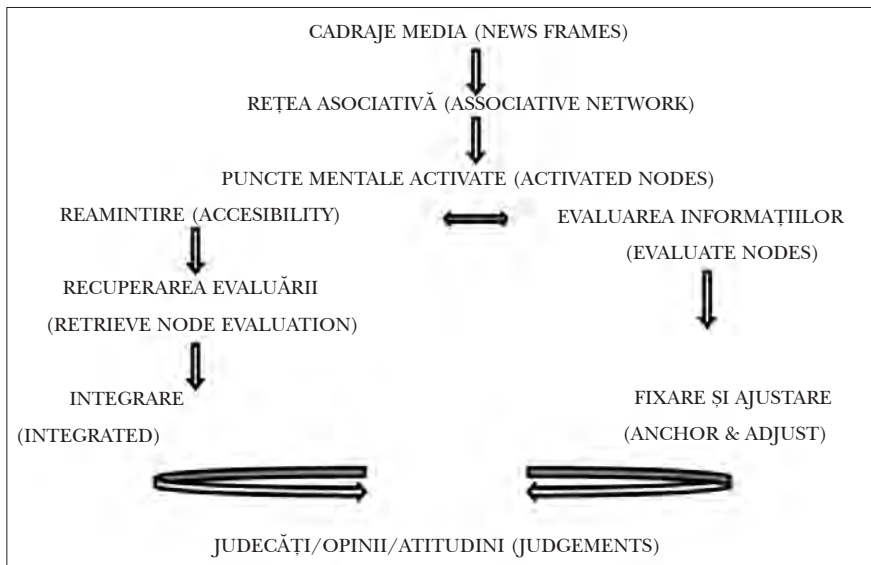 CADRAJE MEDIA (NEWS FRAMES)
REȚEA ASOCIATIVĂ (ASSOCIATIVE NETWORK)
PUNCTE MENTALE ACTIVATE (ACTIVATED NODES)
REAMINTIRE (ACCESIBILITY)
EVALUAREA INFORMAȚIILOR
(EVALUATE NODES)
RECUPERAREA EVALUĂRII
(RETRIEVE NODE EVALUATION)
INTEGRARE
(INTEGRATED)
FIXARE ȘI AJUSTARE
(ANCHOR & ADJUST)
JUDECĂȚI/OPINII/ATITUDINI (JUDGEMENTS)